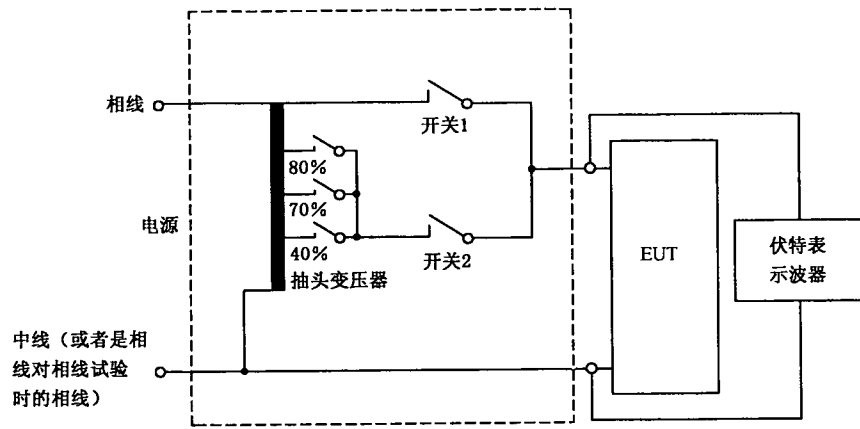 相线
开关1
80%
70%
电源
40%
开关2
抽头变压器
EUT
伏特表
示波器
中线（或者是相
线对相线试验
时的相线）